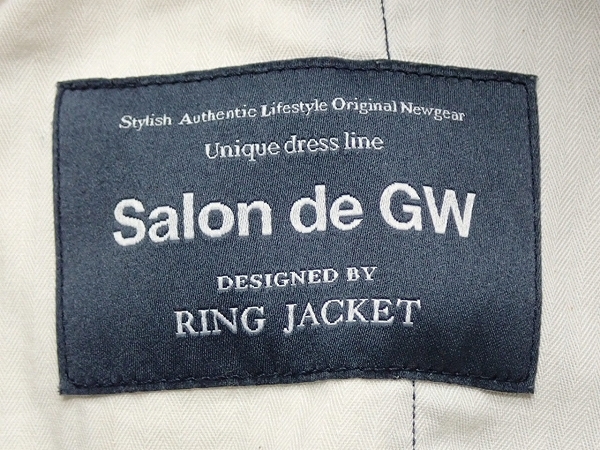 Stylish Authentic Lifestyle Original Newgear
Unique dress line
Salon de GW
DESIGNED BY
RING JACKET